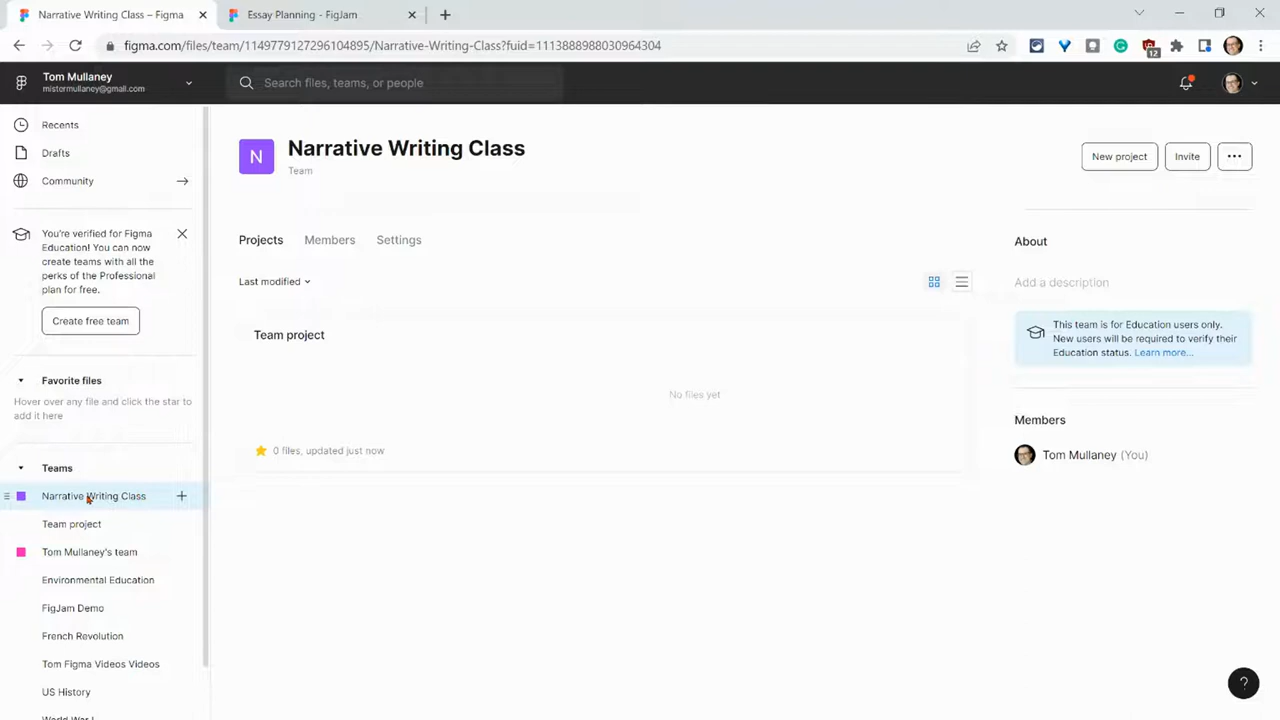 Narrative Writing Class – Figma
Essay Planning - FigJam
figma.com/files/team/1149779127296104895/Narrative-Writing-Class?fuid=1113888988030964304
12
Tom Mullaney
mistermullaney@gmail.com
Search files, teams, or people
Recents
Drafts
Community
You're verified for Figma
Education! You can now
create teams with all the
perks of the Professional
plan for free.
Create free team
Favorite files
Hover over any file and click the star to
add it here
Teams
Narrative Writing Class
Team project
Tom Mullaney's team
Environmental Education
FigJam Demo
French Revolution
Tom Figma Videos Videos
US History
World War I
N
Narrative Writing Class
Team
New project
Invite
Projects
Members
Settings
Last modified
Team project
No files yet
0 files, updated just now
About
Add a description
This team is for Education users only.
New users will be required to verify their
Education status. Learn more...
Members
Tom Mullaney (You)
?